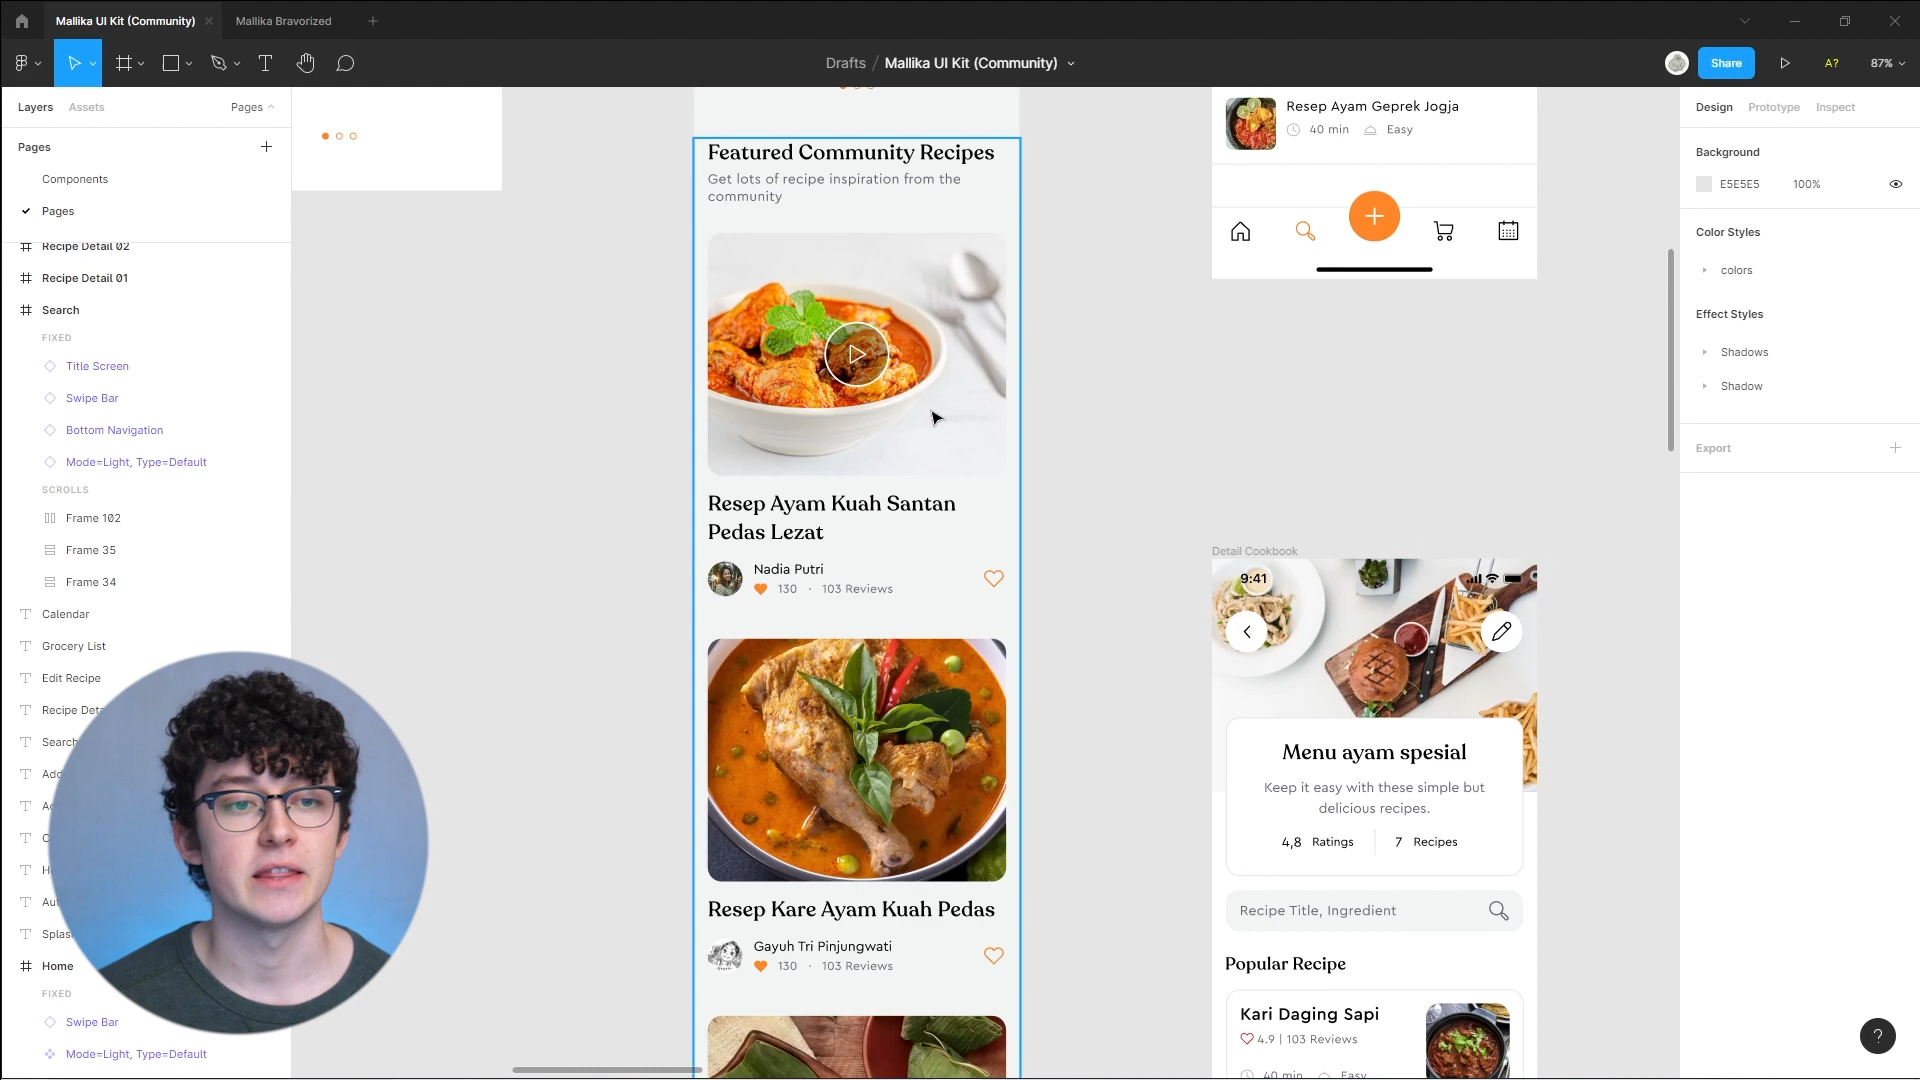 Mallika UI Kit (Community)
Mallika Bravorized
Drafts / Mallika UI Kit (Community)
Share
A?
87%
Layers
Assets
Pages
Pages
Components
Pages
Recipe Detail 02
Recipe Detail 01
Search
FIXED
Title Screen
Swipe Bar
Bottom Navigation
Mode=Light, Type=Default
SCROLLS
Frame 102
Frame 35
Frame 34
Calendar
Grocery List
Edit Recipe
Search
Home
FIXED
Swipe Bar
Mode=Light, Type=Default
Featured Community Recipes
Get lots of recipe inspiration from the
community
Resep Ayam Kuah Santan
Pedas Lezat
Nadia Putri
130 · 103 Reviews
Resep Kare Ayam Kuah Pedas
Gayuh Tri Pinjungwati
130 · 103 Reviews
Resep Ayam Geprek Jogja
40 min Easy
Detail Cookbook
9:41
Menu ayam spesial
Keep it easy with these simple but
delicious recipes.
4,8 Ratings 7 Recipes
Recipe Title, Ingredient
Popular Recipe
Kari Daging Sapi
4.9 | 103 Reviews
40 min Easy
Design
Prototype
Inspect
Background
E5E5E5 100%
Color Styles
colors
Effect Styles
Shadows
Shadow
Export
?